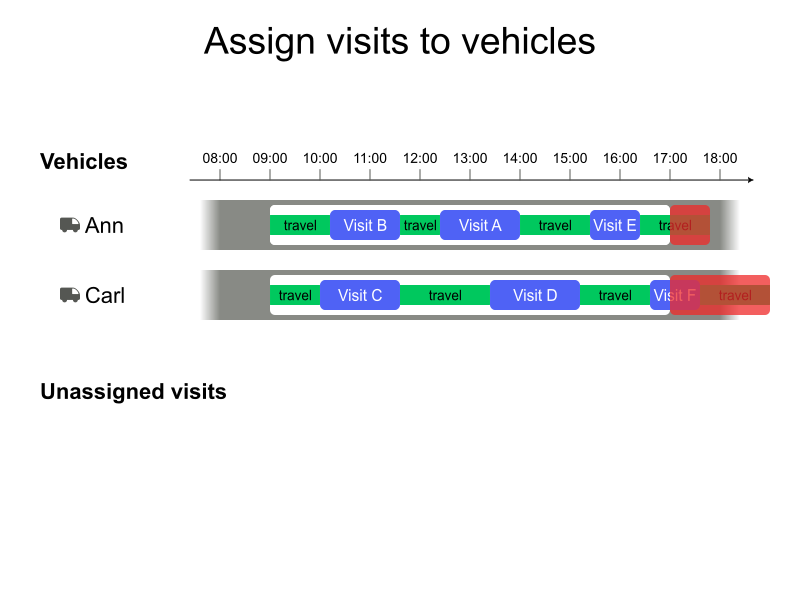 Assign visits to vehicles
Vehicles 08:00 09:00 10:00 11:00 12:00 13:00 14:00 15:00 16:00 17:00 18:00
Ann travel Visit B travel Visit A travel Visit E travel
Carl travel Visit C travel Visit D travel Visit F travel
Unassigned visits